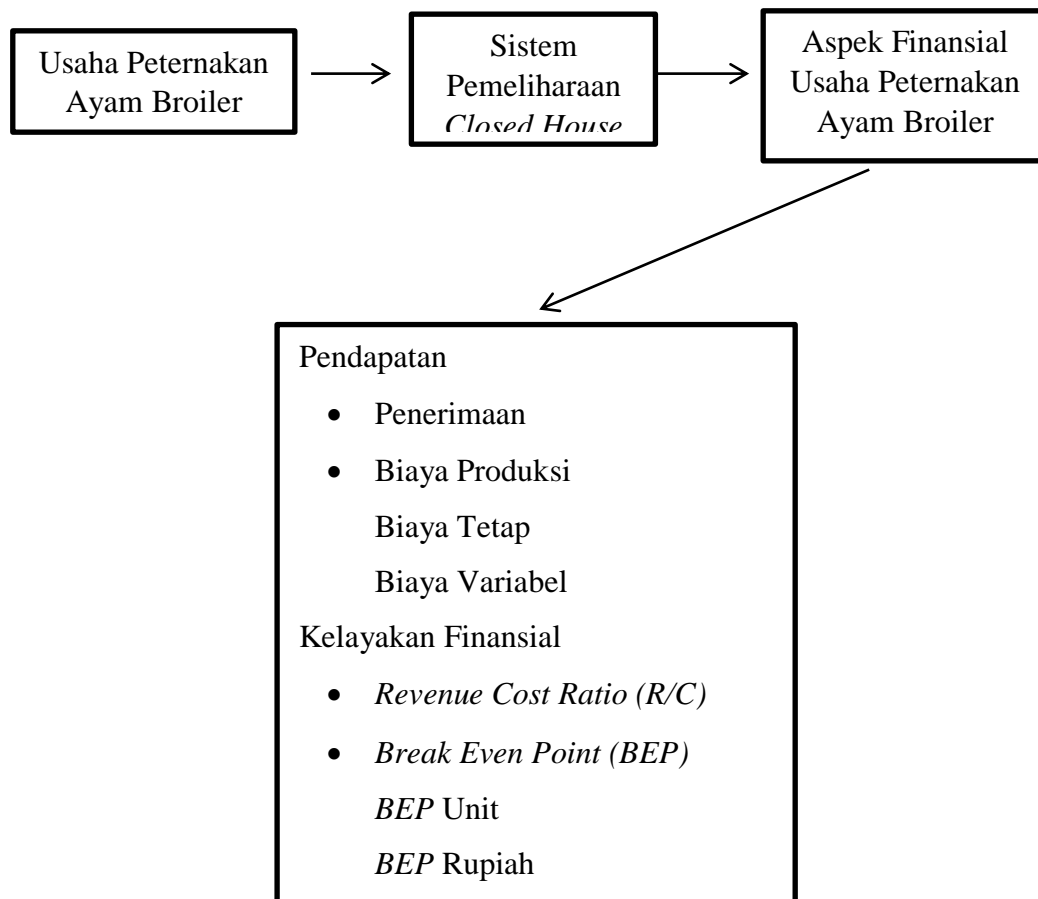 Usaha Peternakan
Ayam Broiler
Sistem
Pemeliharaan
Closed House
Aspek Finansial
Usaha Peternakan
Ayam Broiler
Pendapatan
• Penerimaan
• Biaya Produksi
Biaya Tetap
Biaya Variabel
Kelayakan Finansial
• Revenue Cost Ratio (R/C)
• Break Even Point (BEP)
BEP Unit
BEP Rupiah